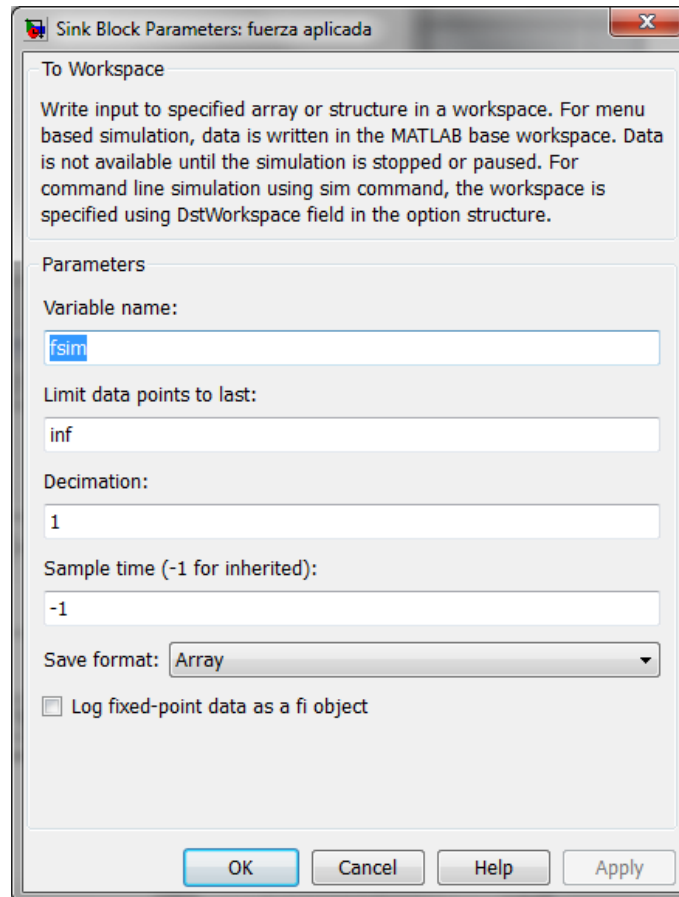 Sink Block Parameters: fuerza aplicada
To Workspace
Write input to specified array or structure in a workspace. For menu
based simulation, data is written in the MATLAB base workspace. Data
is not available until the simulation is stopped or paused. For
command line simulation using sim command, the workspace is
specified using DstWorkspace field in the option structure.
Parameters
Variable name:
fsim
Limit data points to last:
inf
Decimation:
1
Sample time (-1 for inherited):
-1
Save format: Array
Log fixed-point data as a fi object
OK Cancel Help Apply